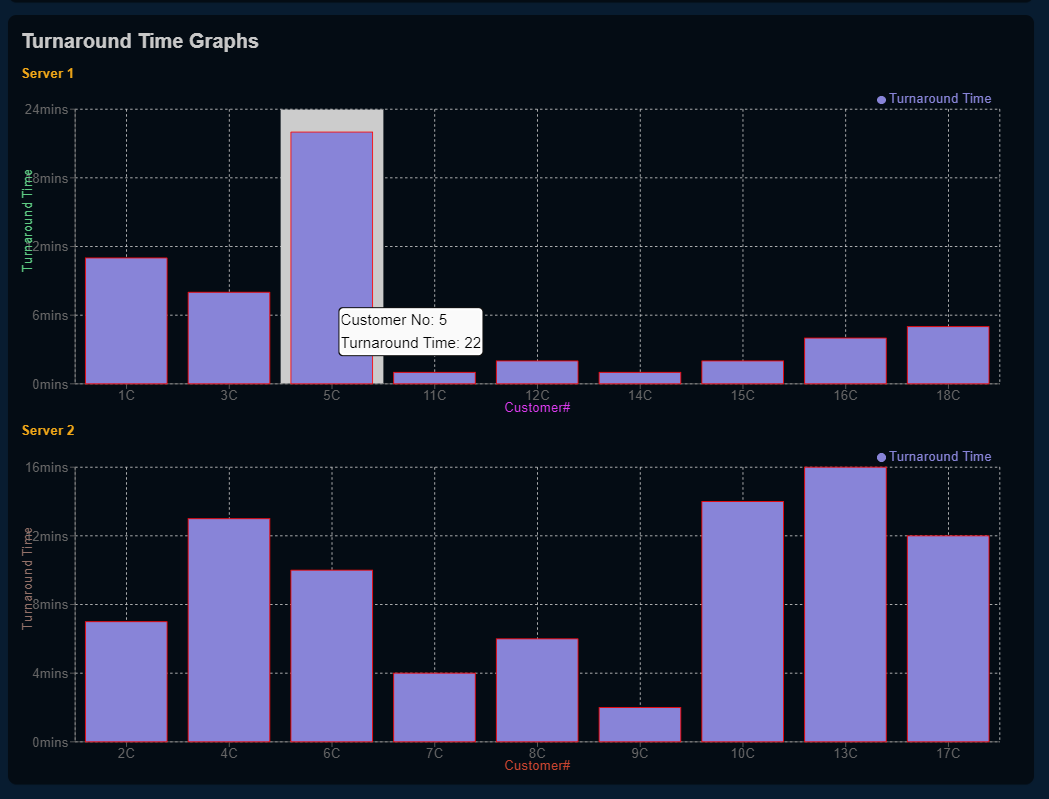 Turnaround Time Graphs
Server 1
Turnaround Time
24mins
18mins
12mins
6mins
0mins
Turnaround Time
Customer No: 5
Turnaround Time: 22
1C 3C 5C 11C 12C 14C 15C 16C 18C
Customer#
Server 2
Turnaround Time
16mins
12mins
8mins
4mins
0mins
Turnaround Time
2C 4C 6C 7C 8C 9C 10C 13C 17C
Customer#